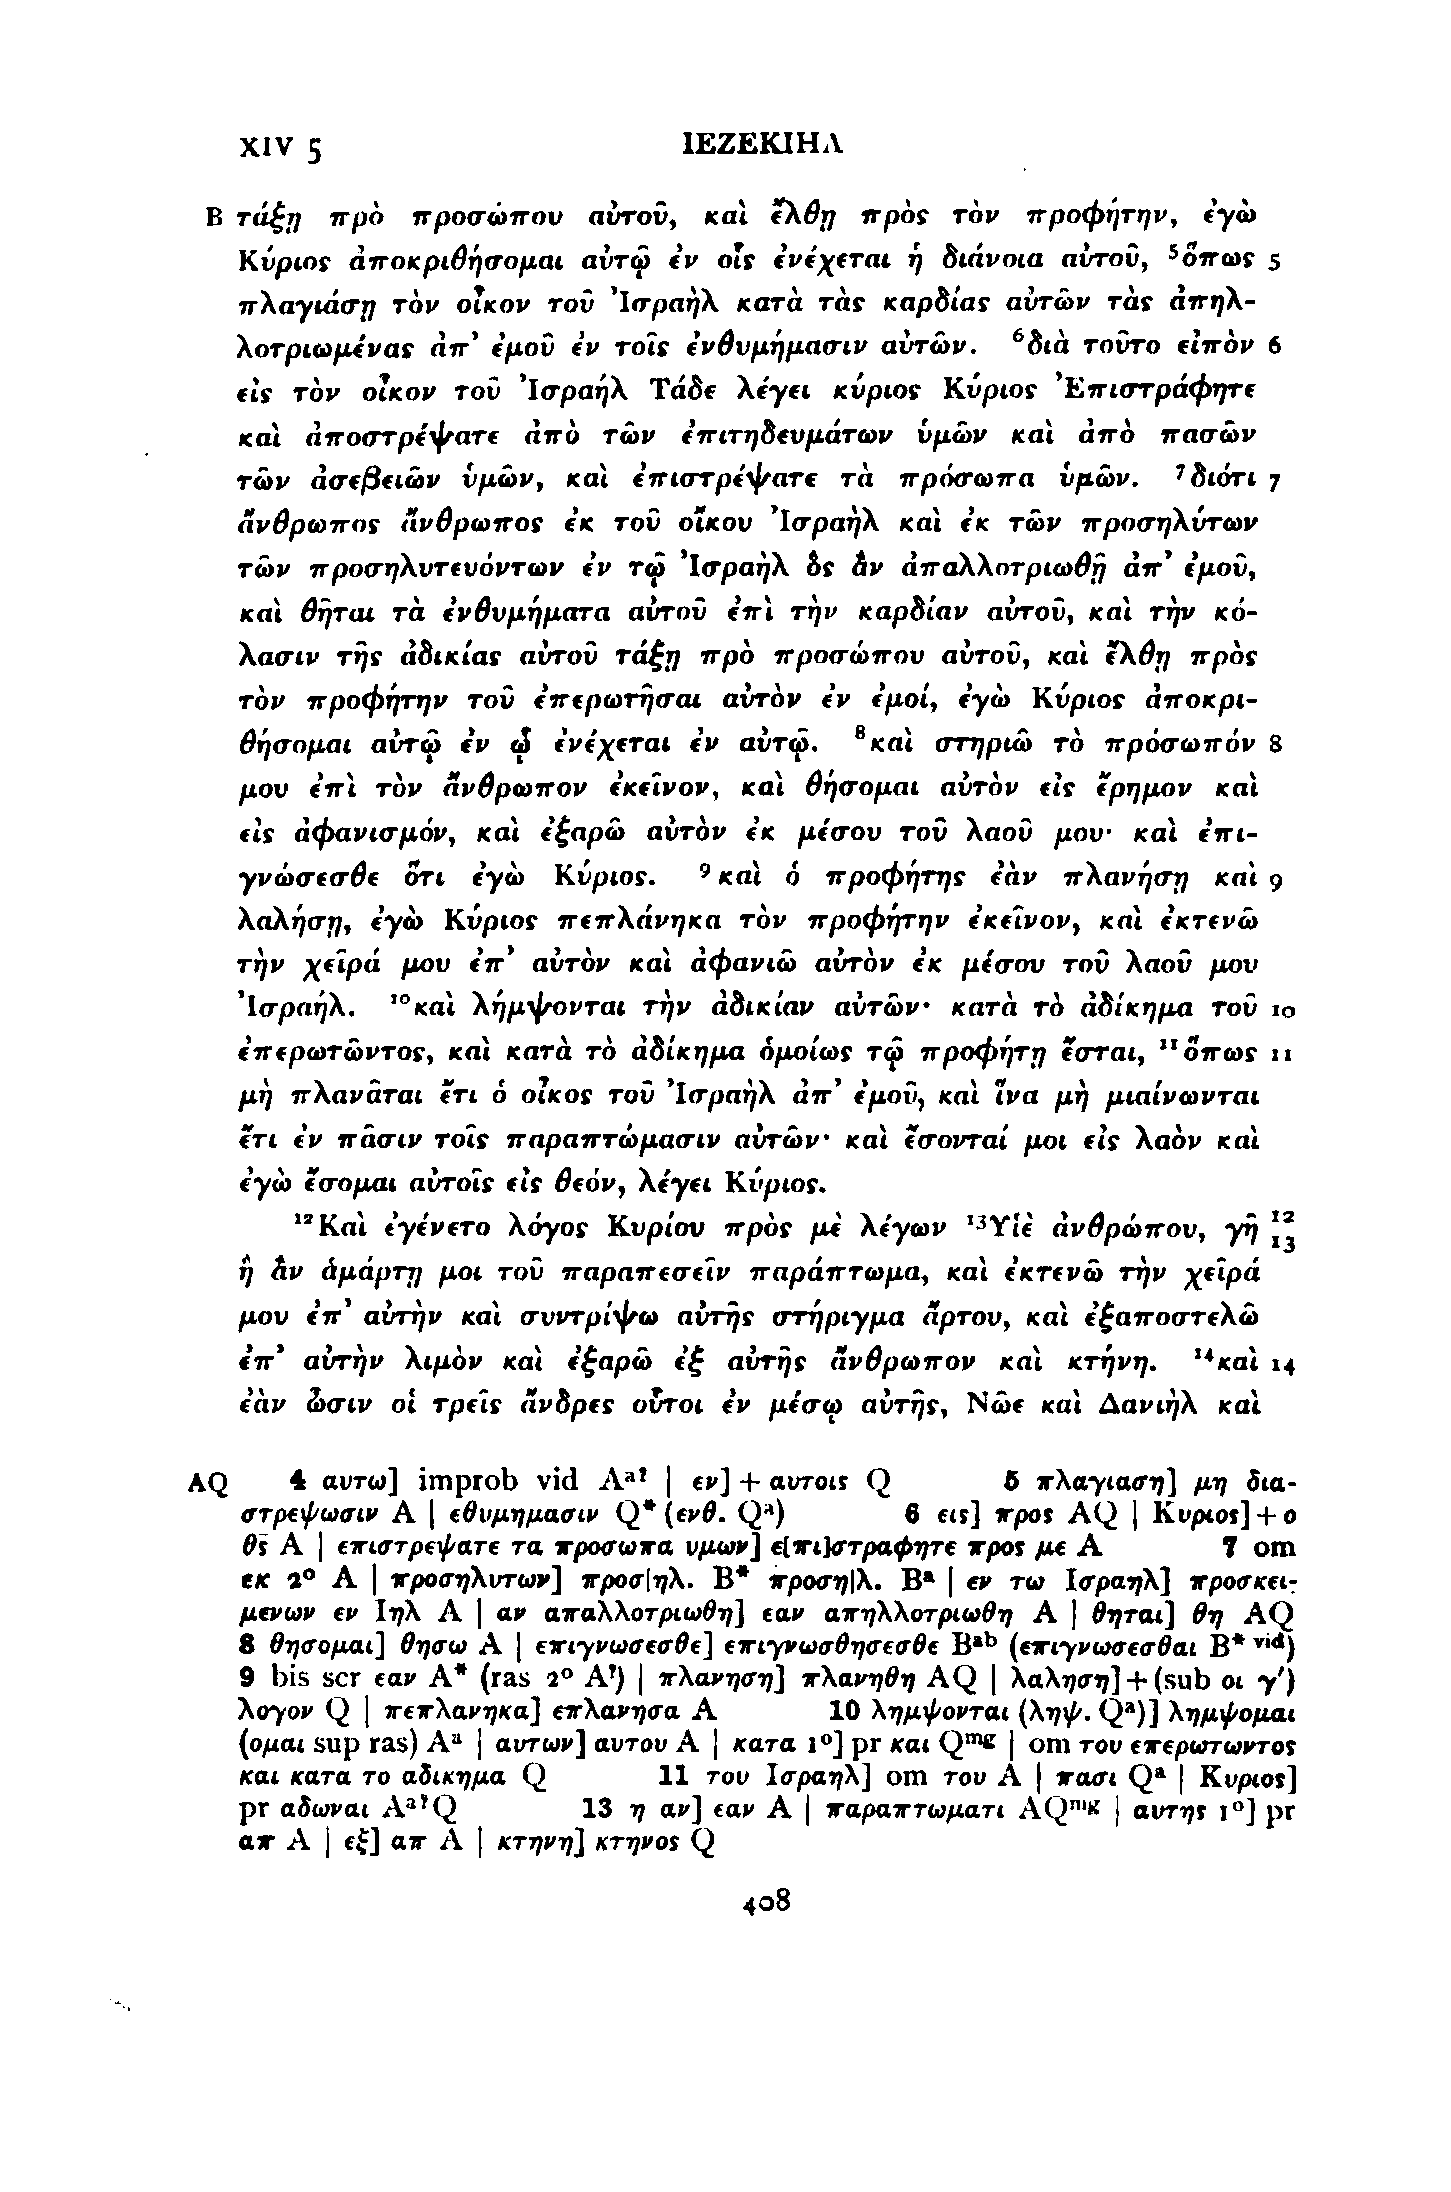 XIV 5 ΙΕΖΕΚΙΗΛ
B τάξῃ πρὸ προσώπου αὐτοῦ, καὶ ἔλθῃ πρὸς τὸν προφήτην, ἐγὼ
Κύριος ἀποκριθήσομαι αὐτῷ ἐν οἷς ἐνέχεται ἡ διάνοια αὐτοῦ, ⁵ὅπως 5
πλαγιάσῃ τὸν οἶκον τοῦ Ἰσραὴλ κατὰ τὰς καρδίας αὐτῶν τὰς ἀπηλ-
λοτριωμένας ἀπ’ ἐμοῦ ἐν τοῖς ἐνθυμήμασιν αὐτῶν. ⁶διὰ τοῦτο εἰπὸν 6
εἰς τὸν οἶκον τοῦ Ἰσραήλ Τάδε λέγει κύριος Κύριος Ἐπιστράφητε
καὶ ἀποστρέψατε ἀπὸ τῶν ἐπιτηδευμάτων ὑμῶν καὶ ἀπὸ πασῶν
τῶν ἀσεβειῶν ὑμῶν, καὶ ἐπιστρέψατε τὰ πρόσωπα ὑμῶν. ⁷διότι 7
ἄνθρωπος ἄνθρωπος ἐκ τοῦ οἴκου Ἰσραὴλ καὶ ἐκ τῶν προσηλύτων
τῶν προσηλυτευόντων ἐν τῷ Ἰσραὴλ ὃς ἂν ἀπαλλοτριωθῇ ἀπ’ ἐμοῦ,
καὶ θῆται τὰ ἐνθυμήματα αὐτοῦ ἐπὶ τὴν καρδίαν αὐτοῦ, καὶ τὴν κό-
λασιν τῆς ἀδικίας αὐτοῦ τάξῃ πρὸ προσώπου αὐτοῦ, καὶ ἔλθῃ πρὸς
τὸν προφήτην τοῦ ἐπερωτῆσαι αὐτὸν ἐν ἐμοί, ἐγὼ Κύριος ἀποκρι-
θήσομαι αὐτῷ ἐν ᾧ ἐνέχεται ἐν αὐτῷ. ⁸καὶ στηριῶ τὸ πρόσωπόν 8
μου ἐπὶ τὸν ἄνθρωπον ἐκεῖνον, καὶ θήσομαι αὐτὸν εἰς ἔρημον καὶ
εἰς ἀφανισμόν, καὶ ἐξαρῶ αὐτὸν ἐκ μέσου τοῦ λαοῦ μου· καὶ ἐπι-
γνώσεσθε ὅτι ἐγὼ Κύριος. ⁹καὶ ὁ προφήτης ἐὰν πλανήσῃ καὶ 9
λαλήσῃ, ἐγὼ Κύριος πεπλάνηκα τὸν προφήτην ἐκεῖνον, καὶ ἐκτενῶ
τὴν χεῖρά μου ἐπ’ αὐτὸν καὶ ἀφανιῶ αὐτὸν ἐκ μέσου τοῦ λαοῦ μου
Ἰσραήλ. ¹⁰καὶ λήμψονται τὴν ἀδικίαν αὐτῶν· κατὰ τὸ ἀδίκημα τοῦ 10
ἐπερωτῶντος, καὶ κατὰ τὸ ἀδίκημα ὁμοίως τῷ προφήτῃ ἔσται, ¹¹ὅπως 11
μὴ πλανᾶται ἔτι ὁ οἶκος τοῦ Ἰσραὴλ ἀπ’ ἐμοῦ, καὶ ἵνα μὴ μιαίνωνται
ἔτι ἐν πᾶσιν τοῖς παραπτώμασιν αὐτῶν· καὶ ἔσονταί μοι εἰς λαὸν καὶ
ἐγὼ ἔσομαι αὐτοῖς εἰς θεόν, λέγει Κύριος.
¹²Καὶ ἐγένετο λόγος Κυρίου πρὸς μὲ λέγων ¹³Υἱὲ ἀνθρώπου, γῆ 12 13
ἣ ἂν ἁμάρτῃ μοι τοῦ παραπεσεῖν παράπτωμα, καὶ ἐκτενῶ τὴν χεῖρά
μου ἐπ’ αὐτὴν καὶ συντρίψω αὐτῆς στήριγμα ἄρτου, καὶ ἐξαποστελῶ
ἐπ’ αὐτὴν λιμὸν καὶ ἐξαρῶ ἐξ αὐτῆς ἄνθρωπον καὶ κτήνη. ¹⁴καὶ 14
ἐὰν ὦσιν οἱ τρεῖς ἄνδρες οὗτοι ἐν μέσῳ αὐτῆς, Νῶε καὶ Δανιὴλ καὶ
AQ 4 αυτω] improb vid Aᵃ? | εν] + αυτοις Q 5 πλαγιαση] μη δια-
στρεψωσιν A | εθυμημασιν Q* (ενθ. Qᵃ) 6 εις] προς AQ | Κυριος] + ο
θ̅ς̅ A | επιστρεψατε τα προσωπα υμων] ε[πι]στραφητε προς με A 7 om
εκ 2° A | προσηλυτων] προσ|ηλ. B* προση|λ. Bᵃ | εν τω Ισραηλ] προσκει-
μενων εν Ιηλ A | αν απαλλοτριωθη] εαν απηλλοτριωθη A | θηται] θη AQ
8 θησομαι] θησω A | επιγνωσεσθε] επιγνωσθησεσθε Bᵃᵇ (επιγνωσεσθαι B* ᵛⁱᵈ)
9 bis scr εαν A* (ras 2° A?) | πλανηση] πλανηθη AQ | λαληση] + (sub οι γ′)
λογον Q | πεπλανηκα] επλανησα A 10 λημψονται (ληψ. Qᵃ)] λημψομαι
(ομαι sup ras) Aᵃ | αυτων] αυτου A | κατα 1°] pr και Qᵐᵍ | om του επερωτωντος
και κατα το αδικημα Q 11 του Ισραηλ] om του A | πασι Qᵃ | Κυριος]
pr αδωναι Aᵃ?Q 13 η αν] εαν A | παραπτωματι AQᵐᵍ | αυτης 1°] pr
απ A | εξ] απ A | κτηνη] κτηνος Q
408